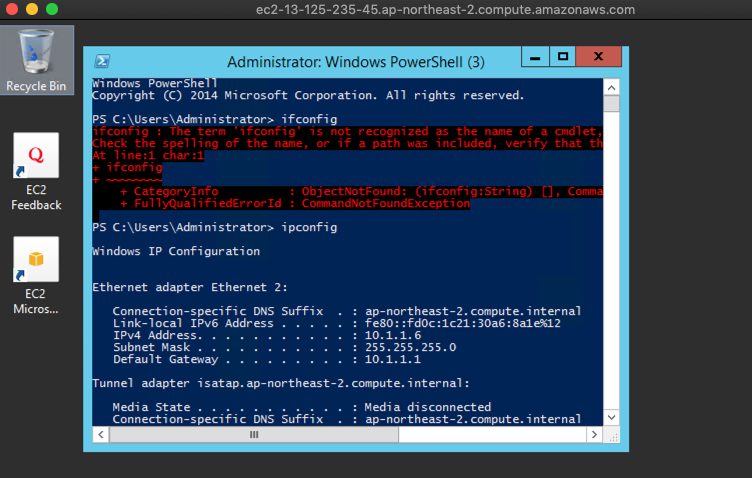 ec2-13-125-235-45.ap-northeast-2.compute.amazonaws.com
Recycle Bin
EC2
Feedback
EC2
Micros...
Administrator: Windows PowerShell (3)
Windows PowerShell
Copyright (C) 2014 Microsoft Corporation. All rights reserved.
PS C:\Users\Administrator> ifconfig
ifconfig : The term 'ifconfig' is not recognized as the name of a cmdlet,
Check the spelling of the name, or if a path was included, verify that th
At line:1 char:1
+ ifconfig
+ ~~~~~~~~
+ CategoryInfo : ObjectNotFound: (ifconfig:String) [], Comma
+ FullyQualifiedErrorId : CommandNotFoundException
PS C:\Users\Administrator> ipconfig
Windows IP Configuration
Ethernet adapter Ethernet 2:
Connection-specific DNS Suffix . : ap-northeast-2.compute.internal
Link-local IPv6 Address . . . . . : fe80::fd0c:1c21:30a6:8a1e%12
IPv4 Address. . . . . . . . . . . : 10.1.1.6
Subnet Mask . . . . . . . . . . . : 255.255.255.0
Default Gateway . . . . . . . . . : 10.1.1.1
Tunnel adapter isatap.ap-northeast-2.compute.internal:
Media State . . . . . . . . . . . : Media disconnected
Connection-specific DNS Suffix . : ap-northeast-2.compute.internal